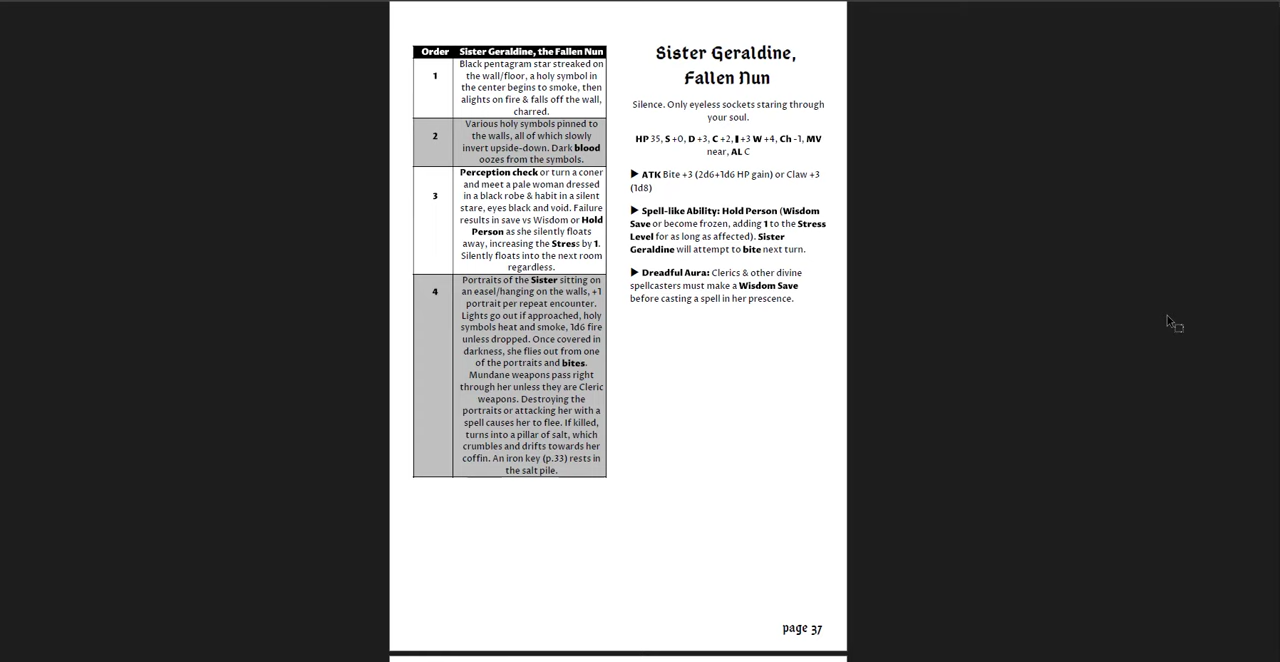 Order Sister Geraldine, the Fallen Nun
1
Black pentagram star streaked on
the wall/floor, a holy symbol in
the center begins to smoke, then
alights on fire & falls off the wall,
charred.
2
Various holy symbols pinned to
the walls, all of which slowly
invert upside-down. Dark blood
oozes from the symbols.
3
Perception check or turn a coner
and meet a pale woman dressed
in a black robe & habit in a silent
stare, eyes black and void. Failure
results in save vs Wisdom or Hold
Person as she silently floats
away, increasing the Stress by 1.
Silently floats into the next room
regardless.
4
Portraits of the Sister sitting on
an easel/hanging on the walls, +1
portrait per repeat encounter.
Lights go out if approached, holy
symbols heat and smoke, 1d6 fire
unless dropped. Once covered in
darkness, she flies out from one
of the portraits and bites.
Mundane weapons pass right
through her unless they are Cleric
weapons. Destroying the
portraits or attacking her with a
spell causes her to flee. If killed,
turns into a pillar of salt, which
crumbles and drifts towards her
coffin. An iron key (p.33) rests in
the salt pile.
Sister Geraldine,
Fallen Nun
Silence. Only eyeless sockets staring through
your soul.
HP 35, S +0, D +3, C +2, I +3 W +4, Ch -1, MV
near, AL C
▶ ATK Bite +3 (2d6+1d6 HP gain) or Claw +3
(1d8)
▶ Spell-like Ability: Hold Person (Wisdom
Save or become frozen, adding 1 to the Stress
Level for as long as affected). Sister
Geraldine will attempt to bite next turn.
▶ Dreadful Aura: Clerics & other divine
spellcasters must make a Wisdom Save
before casting a spell in her prescence.
page 37